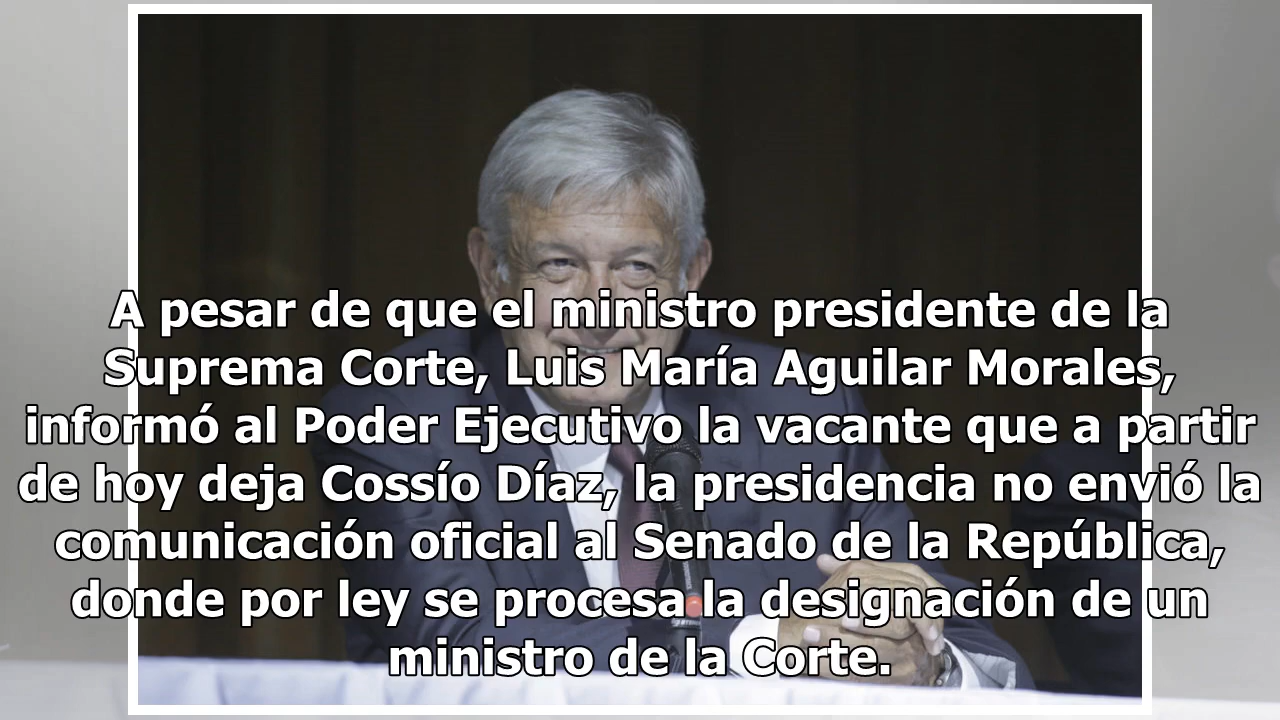 A pesar de que el ministro presidente de la
Suprema Corte, Luis María Aguilar Morales,
informó al Poder Ejecutivo la vacante que a partir
de hoy deja Cossío Díaz, la presidencia no envió la
comunicación oficial al Senado de la República,
donde por ley se procesa la designación de un
ministro de la Corte.